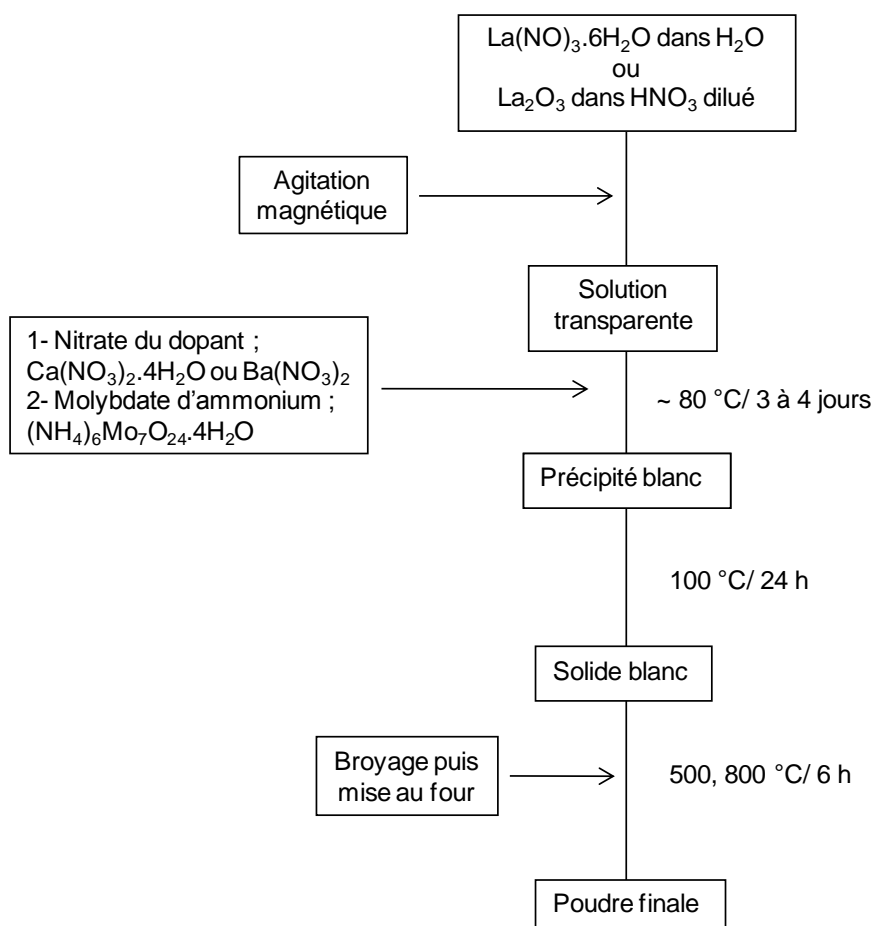 La(NO)₃.6H₂O dans H₂O
ou
La₂O₃ dans HNO₃ dilué
Agitation
magnétique
Solution
transparente
1- Nitrate du dopant ;
Ca(NO₃)₂.4H₂O ou Ba(NO₃)₂
2- Molybdate d'ammonium ;
(NH₄)₆Mo₇O₂₄.4H₂O
~ 80 °C/ 3 à 4 jours
Précipité blanc
100 °C/ 24 h
Solide blanc
Broyage puis
mise au four
500, 800 °C/ 6 h
Poudre finale